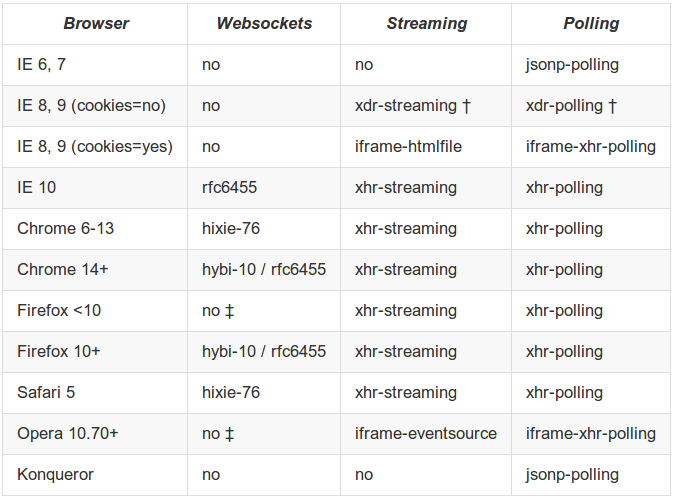 Browser Websockets Streaming Polling
IE 6, 7 no no jsonp-polling
IE 8, 9 (cookies=no) no xdr-streaming † xdr-polling †
IE 8, 9 (cookies=yes) no iframe-htmlfile iframe-xhr-polling
IE 10 rfc6455 xhr-streaming xhr-polling
Chrome 6-13 hixie-76 xhr-streaming xhr-polling
Chrome 14+ hybi-10 / rfc6455 xhr-streaming xhr-polling
Firefox <10 no ‡ xhr-streaming xhr-polling
Firefox 10+ hybi-10 / rfc6455 xhr-streaming xhr-polling
Safari 5 hixie-76 xhr-streaming xhr-polling
Opera 10.70+ no ‡ iframe-eventsource iframe-xhr-polling
Konqueror no no jsonp-polling